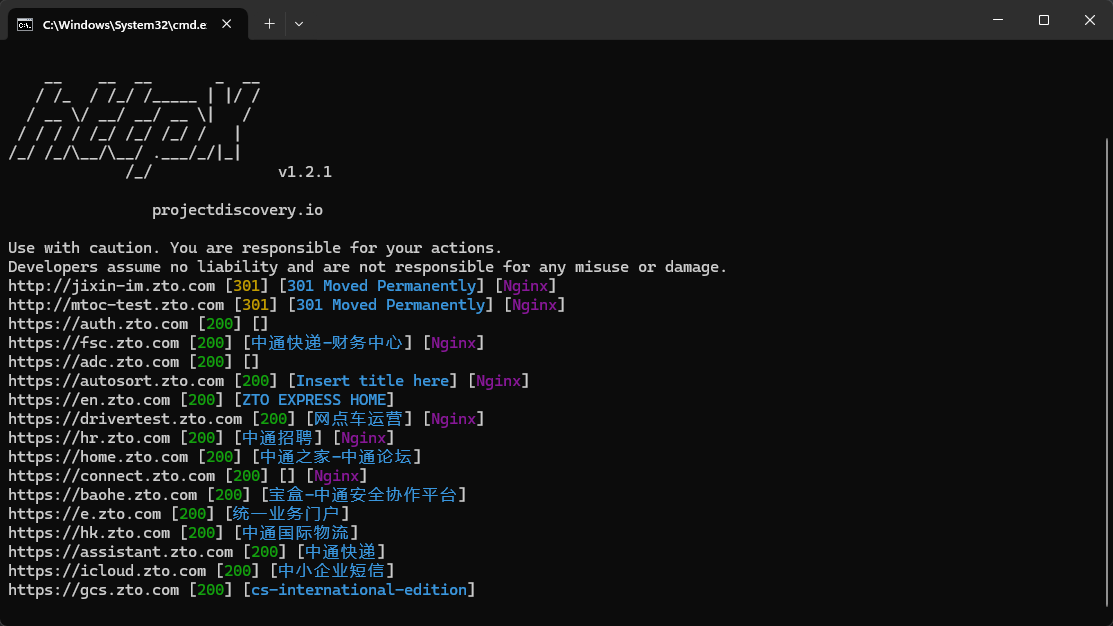 C:\Windows\System32\cmd.e
    __    __  __       _  __
   / /_  / /_/ /_____ | |/ /
  / __ \/ __/ __/ __ \|   /
 / / / / /_/ /_/ /_/ /   |
/_/ /_/\__/\__/ .___/_/|_|
             /_/              v1.2.1
projectdiscovery.io
Use with caution. You are responsible for your actions.
Developers assume no liability and are not responsible for any misuse or damage.
http://jixin-im.zto.com [301] [301 Moved Permanently] [Nginx]
http://mtoc-test.zto.com [301] [301 Moved Permanently] [Nginx]
https://auth.zto.com [200] []
https://fsc.zto.com [200] [中通快递-财务中心] [Nginx]
https://adc.zto.com [200] []
https://autosort.zto.com [200] [Insert title here] [Nginx]
https://en.zto.com [200] [ZTO EXPRESS HOME]
https://drivertest.zto.com [200] [网点车运营] [Nginx]
https://hr.zto.com [200] [中通招聘] [Nginx]
https://home.zto.com [200] [中通之家-中通论坛]
https://connect.zto.com [200] [] [Nginx]
https://baohe.zto.com [200] [宝盒-中通安全协作平台]
https://e.zto.com [200] [统一业务门户]
https://hk.zto.com [200] [中通国际物流]
https://assistant.zto.com [200] [中通快递]
https://icloud.zto.com [200] [中小企业短信]
https://gcs.zto.com [200] [cs-international-edition]